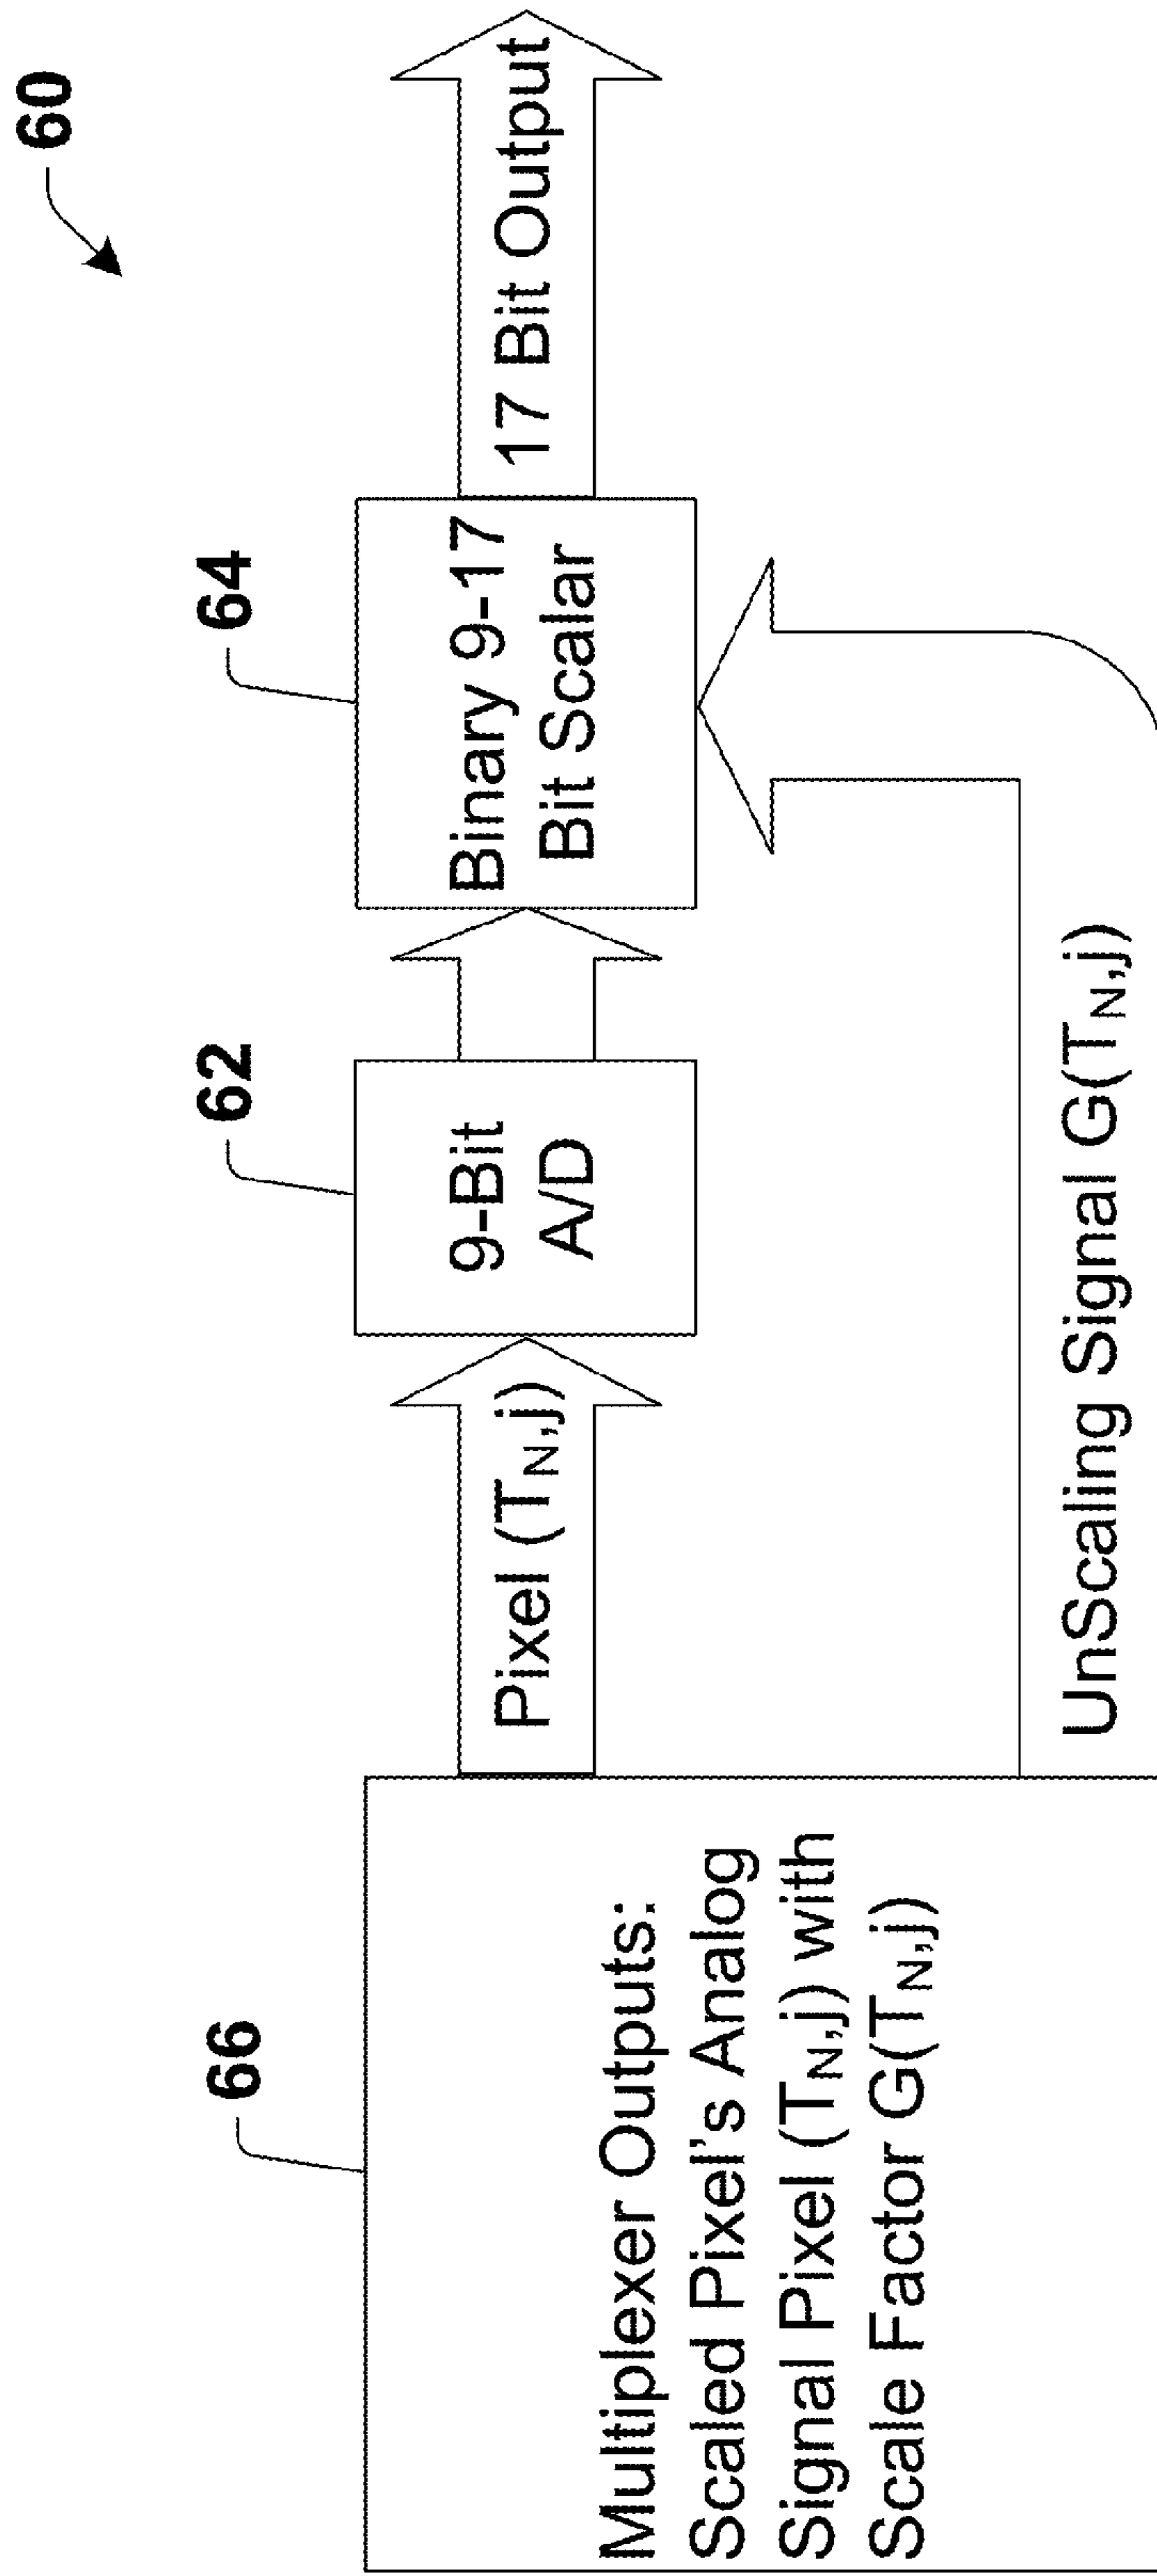 60
66
Multiplexer Outputs:
Scaled Pixel's Analog
Signal Pixel (T_N,j) with
Scale Factor G(T_N,j)
Pixel (T_N,j)
62
9-Bit
A/D
64
Binary 9-17
Bit Scalar
17 Bit Output
UnScaling Signal G(T_N,j)